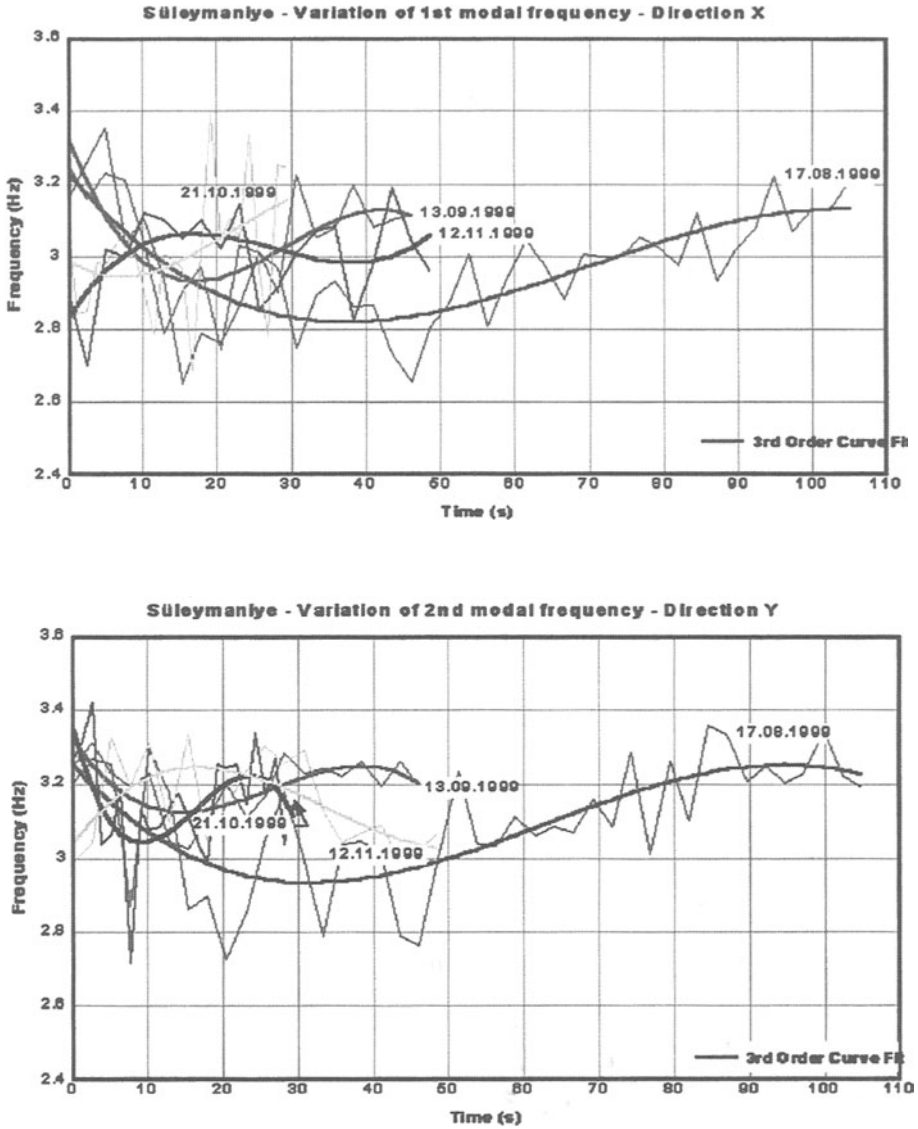 Süleymaniye - Variation of 1st modal frequency - Direction X
3.6
3.4
3.2
3
2.8
2.6
2.4
Frequency (Hz)
21.10.1999
13.09.1999
12.11.1999
17.08.1999
3rd Order Curve Fit
0 10 20 30 40 50 60 70 80 90 100 110
Time (s)
Süleymaniye - Variation of 2nd modal frequency - Direction Y
3.6
3.4
3.2
3
2.8
2.6
2.4
Frequency (Hz)
17.08.1999
13.09.1999
21.10.1999
12.11.1999
3rd Order Curve Fit
0 10 20 30 40 50 60 70 80 90 100 110
Time (s)